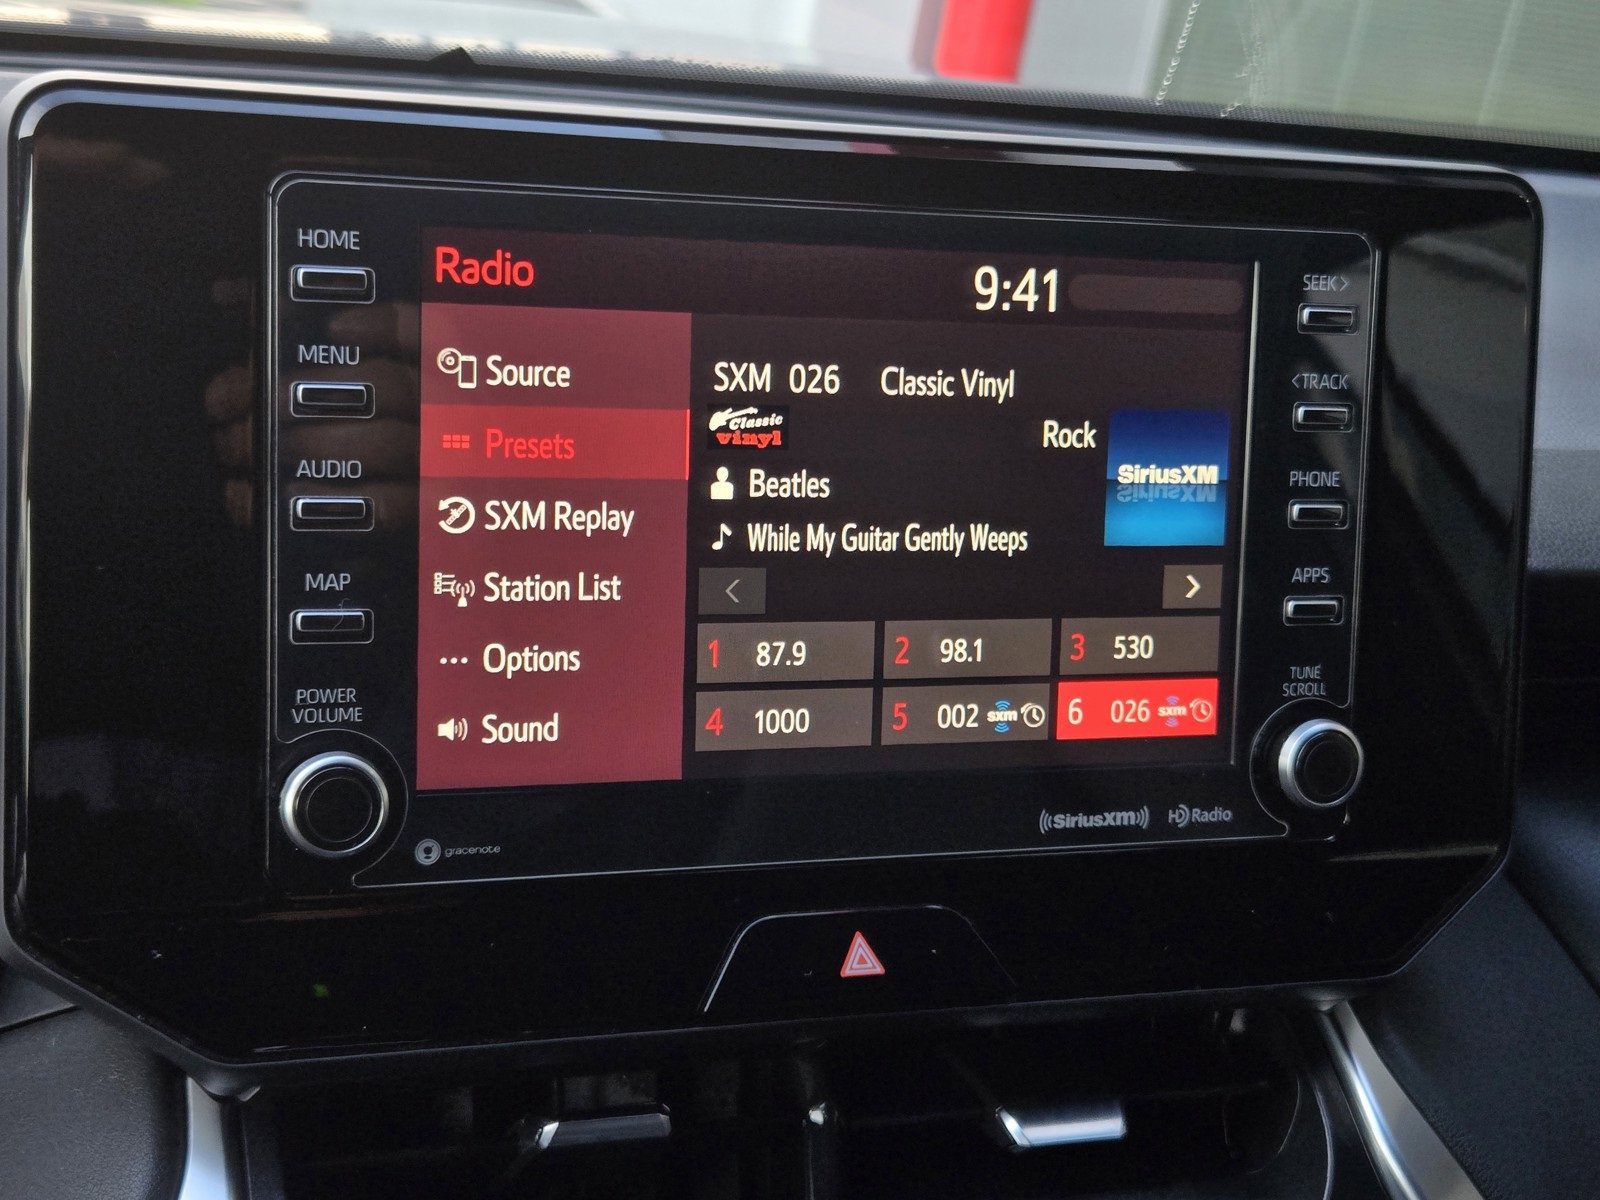 HOME
MENU
AUDIO
MAP
POWER
VOLUME
Radio
9:41
Source
Presets
SXM Replay
Station List
Options
Sound
SXM 026 Classic Vinyl
Classic
vinyl
Rock
SiriusXM
Beatles
While My Guitar Gently Weeps
<
>
1 87.9
2 98.1
3 530
4 1000
5 002 sxm
6 026 sxm
SEEK>
<TRACK
PHONE
APPS
TUNE
SCROLL
gracenote
((SiriusXM))
HD Radio